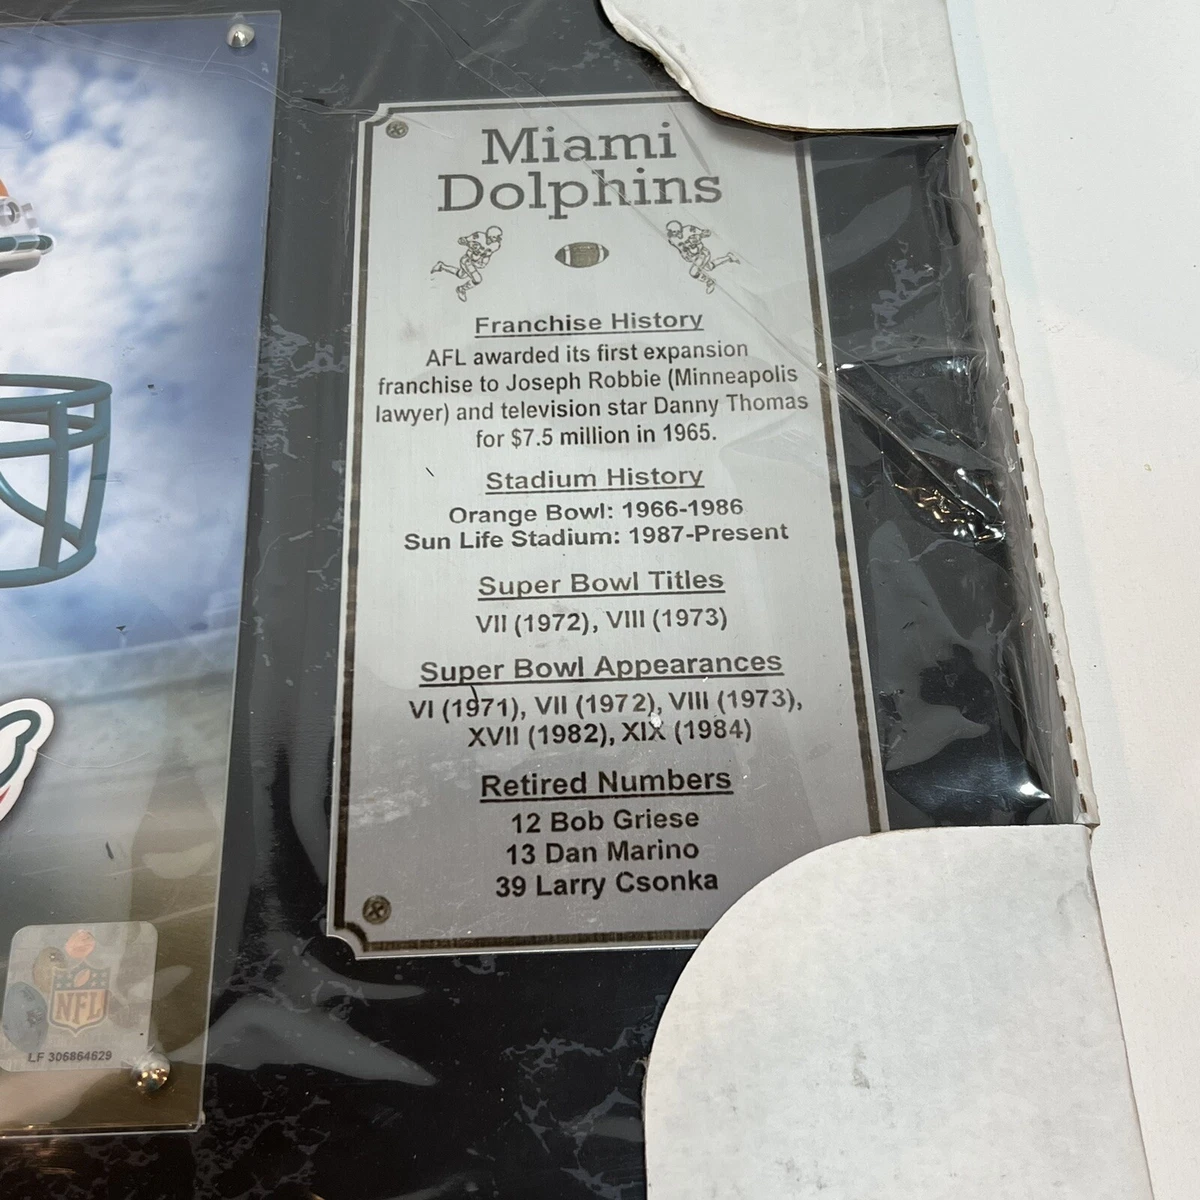 Miami
Dolphins
Franchise History
AFL awarded its first expansion
franchise to Joseph Robbie (Minneapolis
lawyer) and television star Danny Thomas
for $7.5 million in 1965.
Stadium History
Orange Bowl: 1966-1986
Sun Life Stadium: 1987-Present
Super Bowl Titles
VII (1972), VIII (1973)
Super Bowl Appearances
VI (1971), VII (1972), VIII (1973),
XVII (1982), XIX (1984)
Retired Numbers
12 Bob Griese
13 Dan Marino
39 Larry Csonka
NFL
LF 306864629